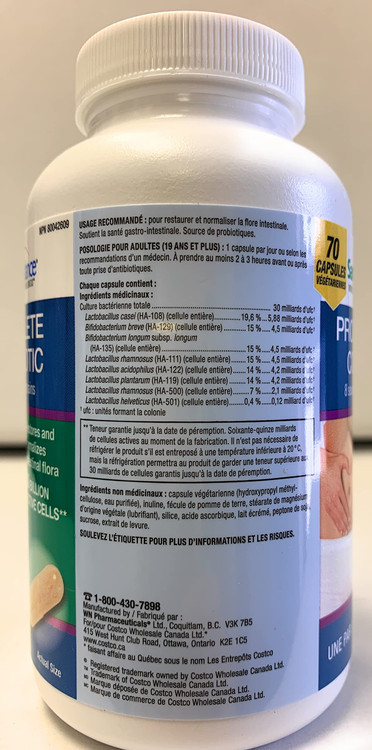 NPN 80042609
USAGE RECOMMANDÉ : pour restaurer et normaliser la flore intestinale.
Soutient la santé gastro-intestinale. Source de probiotiques.
POSOLOGIE POUR ADULTES (19 ANS ET PLUS) : 1 capsule par jour ou selon les
recommandations d'un médecin. À prendre au moins 2 à 3 heures avant ou après
toute prise d'antibiotiques.
Chaque capsule contient :
Ingrédients médicinaux :
Culture bactérienne totale 30 milliards d'ufc†
Lactobacillus casei (HA-108) (cellule entière) 19,6 % 5,88 milliards d'ufc†
Bifidobacterium breve (HA-129) (cellule entière) 15 % 4,5 milliards d'ufc†
Bifidobacterium longum subsp. longum
(HA-135) (cellule entière) 15% 4,5 milliards d'ufc†
Lactobacillus rhamnosus (HA-111) (cellule entière) 15 % 4,5 milliards d'ufc†
Lactobacillus acidophilus (HA-122) (cellule entière) 14 % 4,2 milliards d'ufc†
Lactobacillus plantarum (HA-119) (cellule entière) 14 % 4,2 milliards d'ufc†
Lactobacillus rhamnosus (HA-500) (cellule entière) 7 % 2,1 milliards d'ufc†
Lactobacillus helveticus (HA-501) (cellule entière) 0,4 % 0,12 milliard d'ufc†
† ufc : unités formant la colonie
** Teneur garantie jusqu'à la date de péremption. Soixante-quinze milliards
de cellules actives au moment de la fabrication. Il n'est pas nécessaire de
réfrigérer le produit s'il est entreposé à une température inférieure à 20 °C,
mais la réfrigération permettra au produit de garder une teneur supérieure aux
30 milliards de cellules garantis jusqu'à la date de péremption.
Ingrédients non médicinaux : capsule végétarienne (hydroxypropyl méthyl-
cellulose, eau purifiée), inuline, fécule de pomme de terre, stéarate de magnésium
d'origine végétale (lubrifiant), silice, acide ascorbique, lait écrémé, peptone de soja,
sucrose, extrait de levure.
SOULEVEZ L'ÉTIQUETTE POUR PLUS D'INFORMATIONS ET LES RISQUES.
☎ 1-800-430-7898
Manufactured by / Fabriqué par :
WN Pharmaceuticals® Ltd., Coquitlam, B.C. V3K 7B5
For/pour Costco Wholesale Canada Ltd.*
415 West Hunt Club Road, Ottawa, Ontario K2E 1C5
www.costco.ca
* faisant affaire au Québec sous le nom Les Entrepôts Costco
Registered trademark owned by Costco Wholesale Canada Ltd.
Trademark of Costco Wholesale Canada Ltd.
Marque déposée de Costco Wholesale Canada Ltd.
Marque de commerce de Costco Wholesale Canada Ltd.
and
flora
CELLS**
Actual Size
70
CAPSULES
VÉGÉTARIENNES
UNE PAR